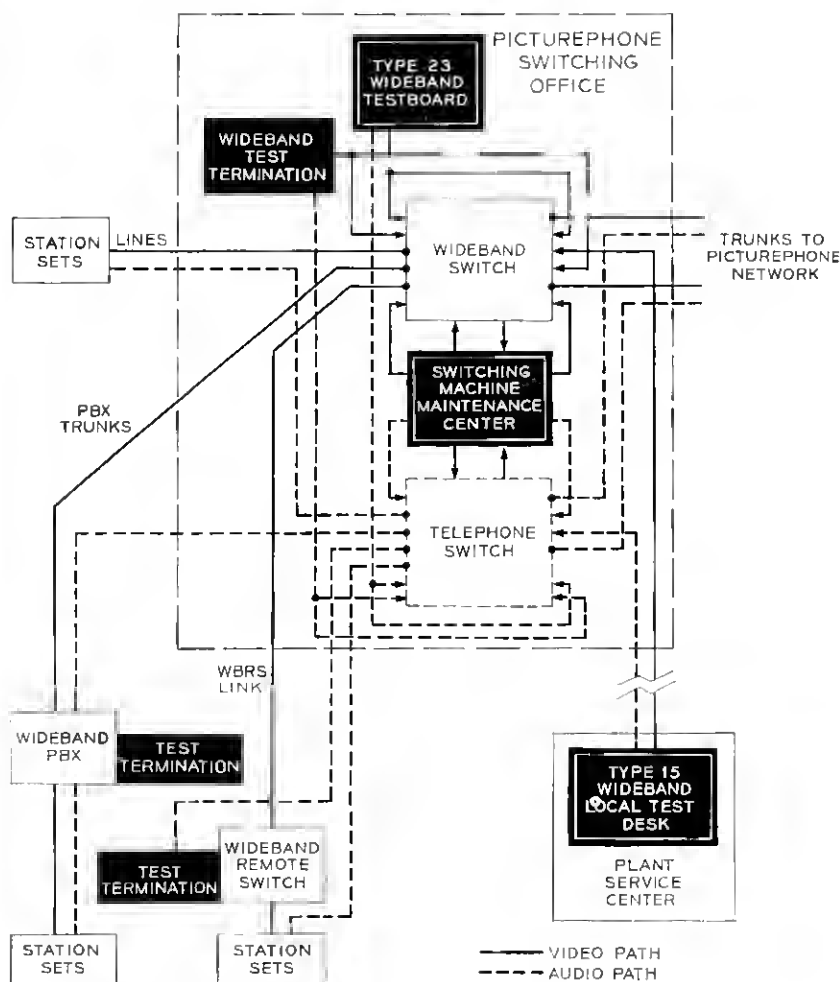 PICTUREPHONE
SWITCHING
OFFICE
TYPE 23
WIDEBAND
TESTBOARD
WIDEBAND
TEST
TERMINATION
STATION
SETS
LINES
WIDEBAND
SWITCH
TRUNKS TO
PICTUREPHONE
NETWORK
SWITCHING
MACHINE
MAINTENANCE
CENTER
PBX
TRUNKS
TELEPHONE
SWITCH
WBRS
LINK
WIDEBAND
PBX
TEST
TERMINATION
TYPE 15
WIDEBAND
LOCAL TEST
DESK
PLANT
SERVICE
CENTER
WIDEBAND
REMOTE
SWITCH
TEST
TERMINATION
STATION
SETS
STATION
SETS
VIDEO PATH
AUDIO PATH